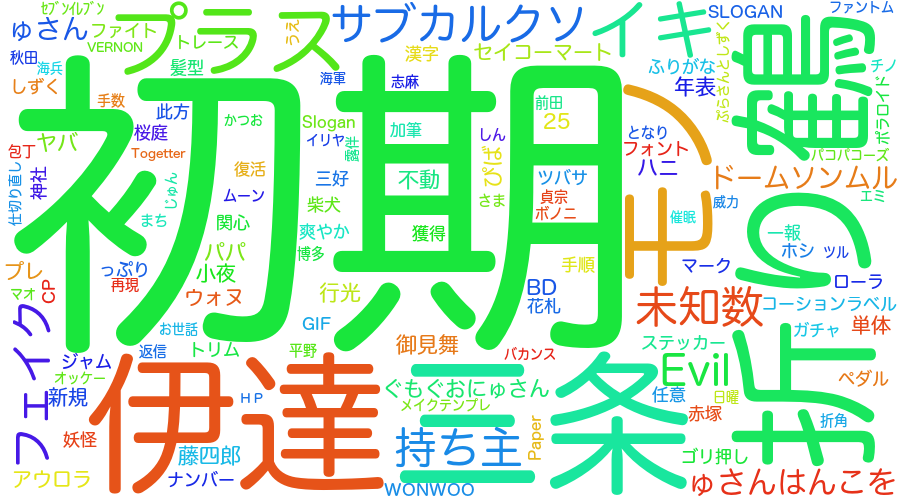 ｾﾌﾞﾝｲﾚﾌﾞﾝ
プラス
うえ
サブカルクソ
イキ
SLOGAN
ファントム
ゅさん
ファイト
VERNON
トレース
漢字
セイコーマート
ふりがな
年表
ぷらさんとしずく
鶴
チノ
ポラロイド
秋田
海兵
髪型
海軍
志麻
しずく
手数
此方
かつお
Slogan
前田
25
モー
初期
ヤバ
桜庭
イリヤ
加筆
しん
となり
フォント
ハニ
パコパコーズ
包丁
Togetter
復活
露伴
ぴば
仕切り直し
神社
じゅん
ムーン
三好
不動
さま
ツバサ
貞宗
ボノニ
ドームソンムル
エミ
まち
関心
柴犬
爽やか
獲得
催眠
威力
折り
一報
ホシ
ツル
プレ
っぷり
パパ
博多
小夜
手順
マーク
ローラ
マオ
CP
再現
ウォヌ
行光
BD
花札
未知数
コーションラベル
フェイク
お世話
GIF
御見舞
ステッカー
ガチャ
単体
ジャム
返信
トリム
平野
バカンス
オッケー
新規
伊達
ＨＰ
三条
ぐもぐおにゅさん
Evil
ペダル
メイクテンプレ
任意
日曜
赤塚
折角
妖怪
藤四郎
持ち主
Paper
ゴリ押し
アウロラ
ナンバー
WONWOO
ゅさんはんこを